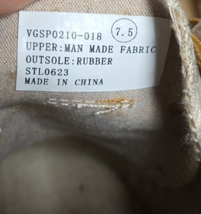 VGSP0210-018 7.5
UPPER:MAN MADE FABRIC
OUTSOLE:RUBBER
STL0623
MADE IN CHINA